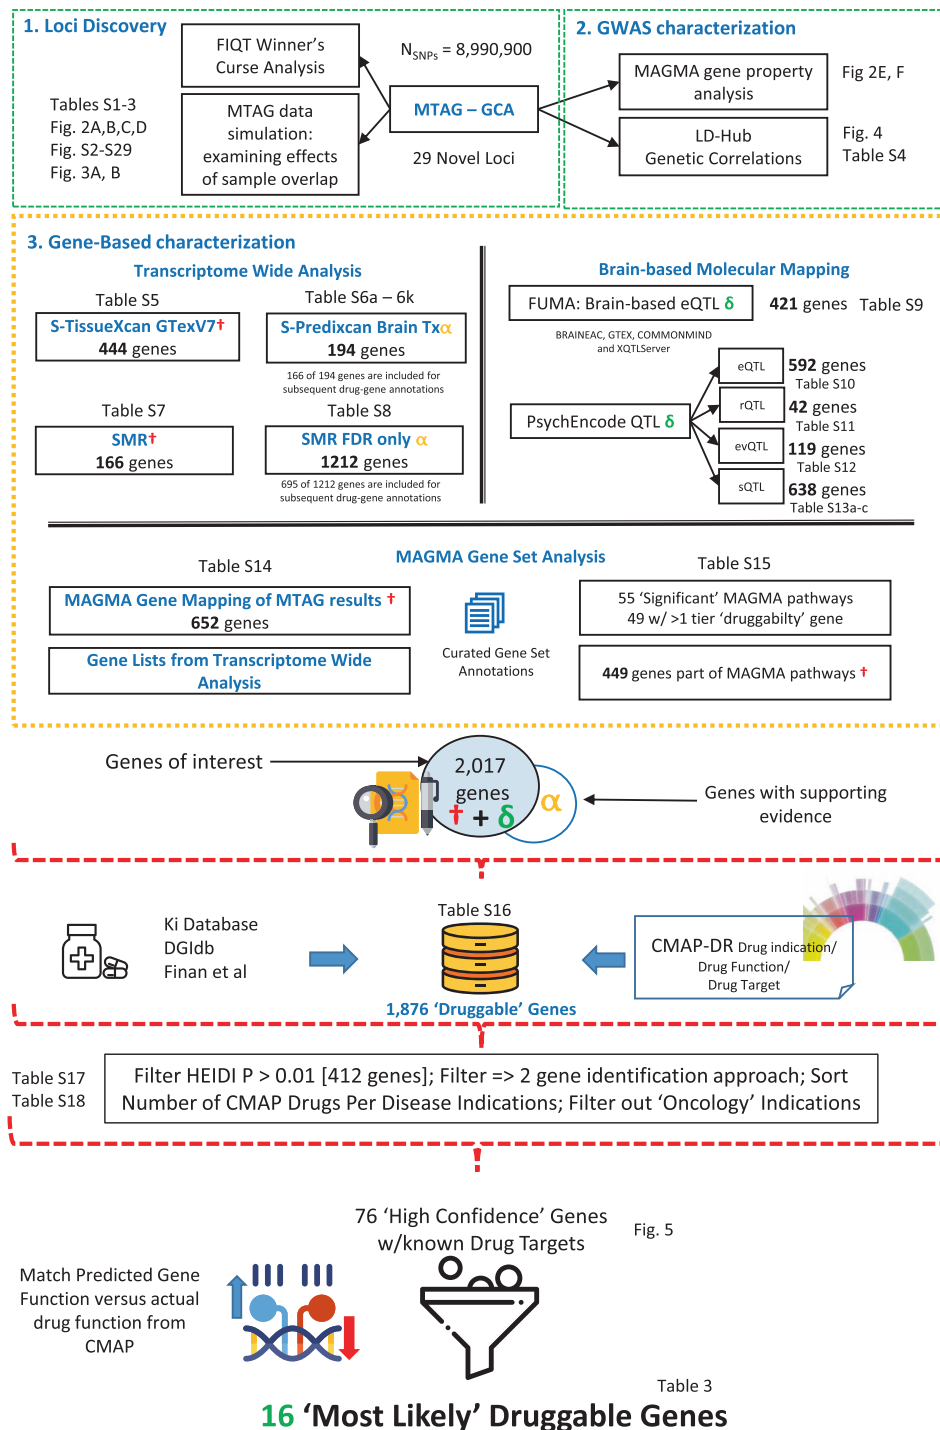 1. Loci Discovery
FIQT Winner's
Curse Analysis
N_SNPs = 8,990,900
Tables S1-3
Fig. 2A,B,C,D
Fig. S2-S29
Fig. 3A, B
MTAG data
simulation:
examining effects
of sample overlap
MTAG – GCA
29 Novel Loci
2. GWAS characterization
MAGMA gene property
analysis
Fig 2E, F
LD-Hub
Genetic Correlations
Fig. 4
Table S4
3. Gene-Based characterization
Transcriptome Wide Analysis
Table S5
S-TissueXcan GTexV7†
444 genes
Table S6a – 6k
S-Predixcan Brain Txα
194 genes
166 of 194 genes are included for
subsequent drug-gene annotations
Table S7
SMR†
166 genes
Table S8
SMR FDR only α
1212 genes
695 of 1212 genes are included for
subsequent drug-gene annotations
Brain-based Molecular Mapping
FUMA: Brain-based eQTL δ
421 genes
Table S9
BRAINEAC, GTEX, COMMONMIND
and XQTLServer
PsychEncode QTL δ
eQTL
592 genes
Table S10
rQTL
42 genes
Table S11
evQTL
119 genes
Table S12
sQTL
638 genes
Table S13a-c
MAGMA Gene Set Analysis
Table S14
MAGMA Gene Mapping of MTAG results †
652 genes
Gene Lists from Transcriptome Wide
Analysis
Curated Gene Set
Annotations
Table S15
55 'Significant' MAGMA pathways
49 w/ >1 tier 'druggabilty' gene
449 genes part of MAGMA pathways †
Genes of interest
2,017
genes
† + δ
α
Genes with supporting
evidence
Ki Database
DGIdb
Finan et al
Table S16
1,876 'Druggable' Genes
CMAP-DR Drug indication/
Drug Function/
Drug Target
Table S17
Table S18
Filter HEIDI P > 0.01 [412 genes]; Filter => 2 gene identification approach; Sort
Number of CMAP Drugs Per Disease Indications; Filter out 'Oncology' Indications
76 'High Confidence' Genes
w/known Drug Targets
Fig. 5
Match Predicted Gene
Function versus actual
drug function from
CMAP
Table 3
16 'Most Likely' Druggable Genes